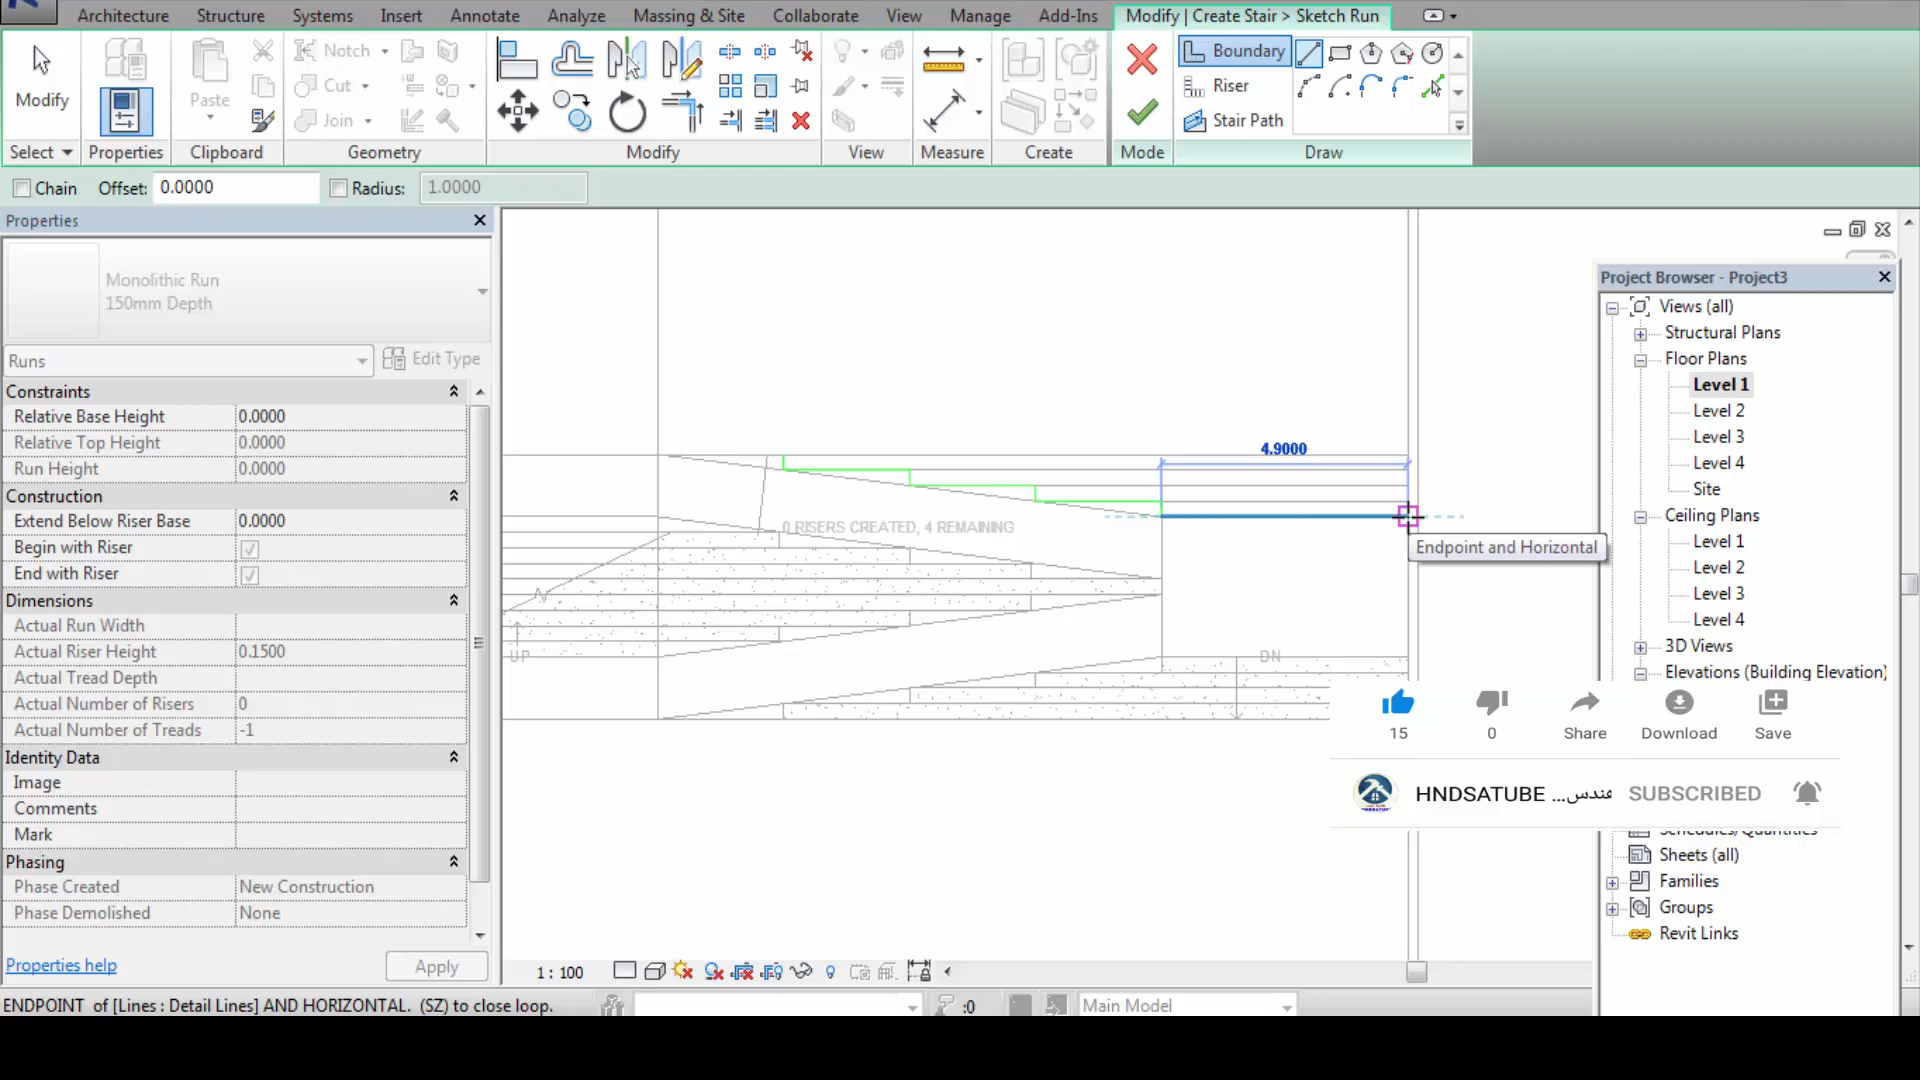 Architecture Structure Systems Insert Annotate Analyze Massing & Site Collaborate View Manage Add-Ins Modify | Create Stair > Sketch Run
Modify Paste Notch Cut Join Boundary Riser Stair Path
Select Properties Clipboard Geometry Modify View Measure Create Mode Draw
Chain Offset: 0.0000 Radius: 1.0000
Properties
Monolithic Run
150mm Depth
Runs Edit Type
Constraints
Relative Base Height 0.0000
Relative Top Height 0.0000
Run Height 0.0000
Construction
Extend Below Riser Base 0.0000
Begin with Riser
End with Riser
Dimensions
Actual Run Width
Actual Riser Height 0.1500
Actual Tread Depth
Actual Number of Risers 0
Actual Number of Treads -1
Identity Data
Image
Comments
Mark
Phasing
Phase Created New Construction
Phase Demolished None
Properties help Apply
4.9000
0 RISERS CREATED, 4 REMAINING
Endpoint and Horizontal
UP
DN
1 : 100
Project Browser - Project3
Views (all)
Structural Plans
Floor Plans
Level 1
Level 2
Level 3
Level 4
Site
Ceiling Plans
Level 1
Level 2
Level 3
Level 4
3D Views
Elevations (Building Elevation)
15 0 Share Download Save
HNDSATUBE ...هندس SUBSCRIBED
Schedules/Quantities
Sheets (all)
Families
Groups
Revit Links
ENDPOINT of [Lines : Detail Lines] AND HORIZONTAL. (SZ) to close loop. :0 Main Model